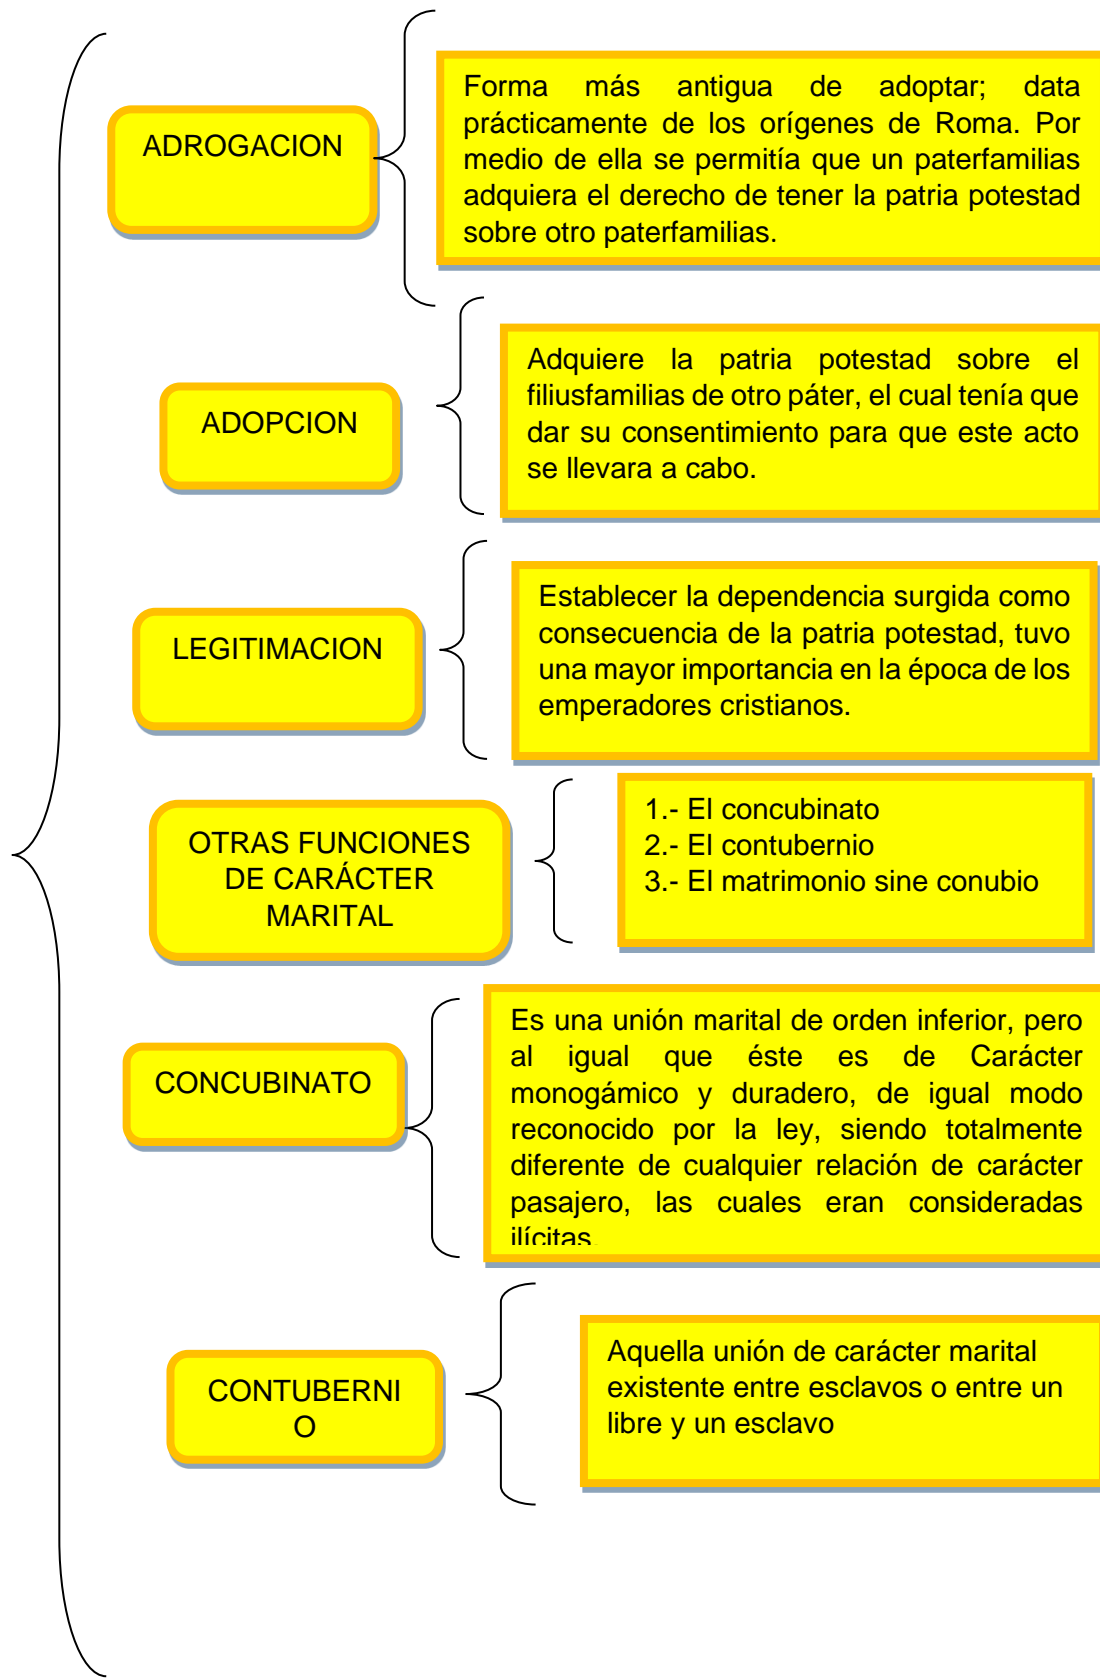 ADROGACION
Forma más antigua de adoptar; data
prácticamente de los orígenes de Roma. Por
medio de ella se permitía que un paterfamilias
adquiera el derecho de tener la patria potestad
sobre otro paterfamilias.
ADOPCION
Adquiere la patria potestad sobre el
filiusfamilias de otro páter, el cual tenía que
dar su consentimiento para que este acto
se llevara a cabo.
LEGITIMACION
Establecer la dependencia surgida como
consecuencia de la patria potestad, tuvo
una mayor importancia en la época de los
emperadores cristianos.
OTRAS FUNCIONES
DE CARÁCTER
MARITAL
1.- El concubinato
2.- El contubernio
3.- El matrimonio sine conubio
CONCUBINATO
Es una unión marital de orden inferior, pero
al igual que éste es de Carácter
monogámico y duradero, de igual modo
reconocido por la ley, siendo totalmente
diferente de cualquier relación de carácter
pasajero, las cuales eran consideradas
ilícitas.
CONTUBERNI
O
Aquella unión de carácter marital
existente entre esclavos o entre un
libre y un esclavo